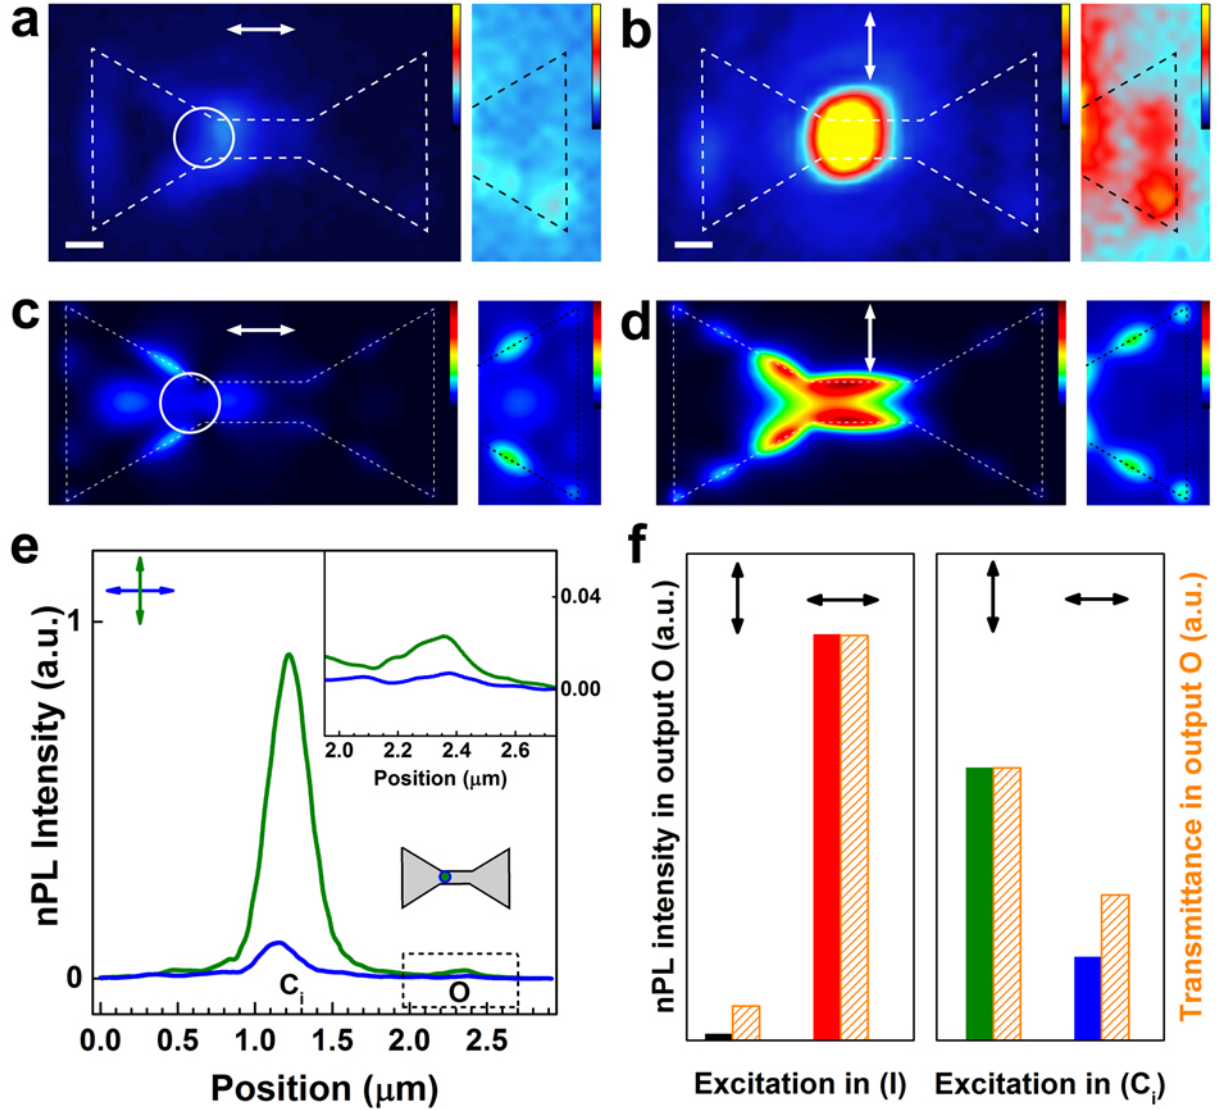 a
b
c
d
e
nPL Intensity (a.u.)
1
0
0.04
0.00
2.0 2.2 2.4 2.6
Position (μm)
Ci
O
0.0 0.5 1.0 1.5 2.0 2.5
Position (μm)
f
nPL intensity in output O (a.u.)
Transmittance in output O (a.u.)
Excitation in (I)
Excitation in (Ci)